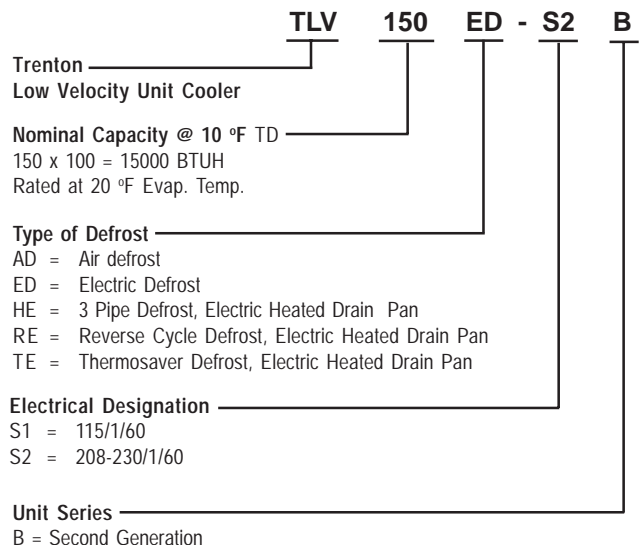 TLV 150 ED - S2 B
Trenton
Low Velocity Unit Cooler
Nominal Capacity @ 10 ºF TD
150 x 100 = 15000 BTUH
Rated at 20 ºF Evap. Temp.
Type of Defrost
AD = Air defrost
ED = Electric Defrost
HE = 3 Pipe Defrost, Electric Heated Drain Pan
RE = Reverse Cycle Defrost, Electric Heated Drain Pan
TE = Thermosaver Defrost, Electric Heated Drain Pan
Electrical Designation
S1 = 115/1/60
S2 = 208-230/1/60
Unit Series
B = Second Generation